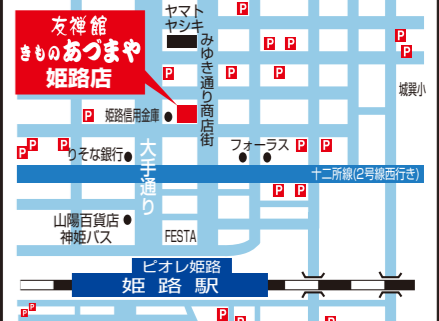 友禅館
きものあづまや
姫路店
ヤマト
ヤシキ
みゆき通り商店街
P
P
P
P
P
P
P
P
城巽小
P
姫路信用金庫
大手通り
P
P
P
りそな銀行
フォーラス
P
P
十二所線(2号線西行き)
P
P
山陽百貨店
神姫バス
FESTA
ピオレ姫路
姫路駅
P
P
P
P
P